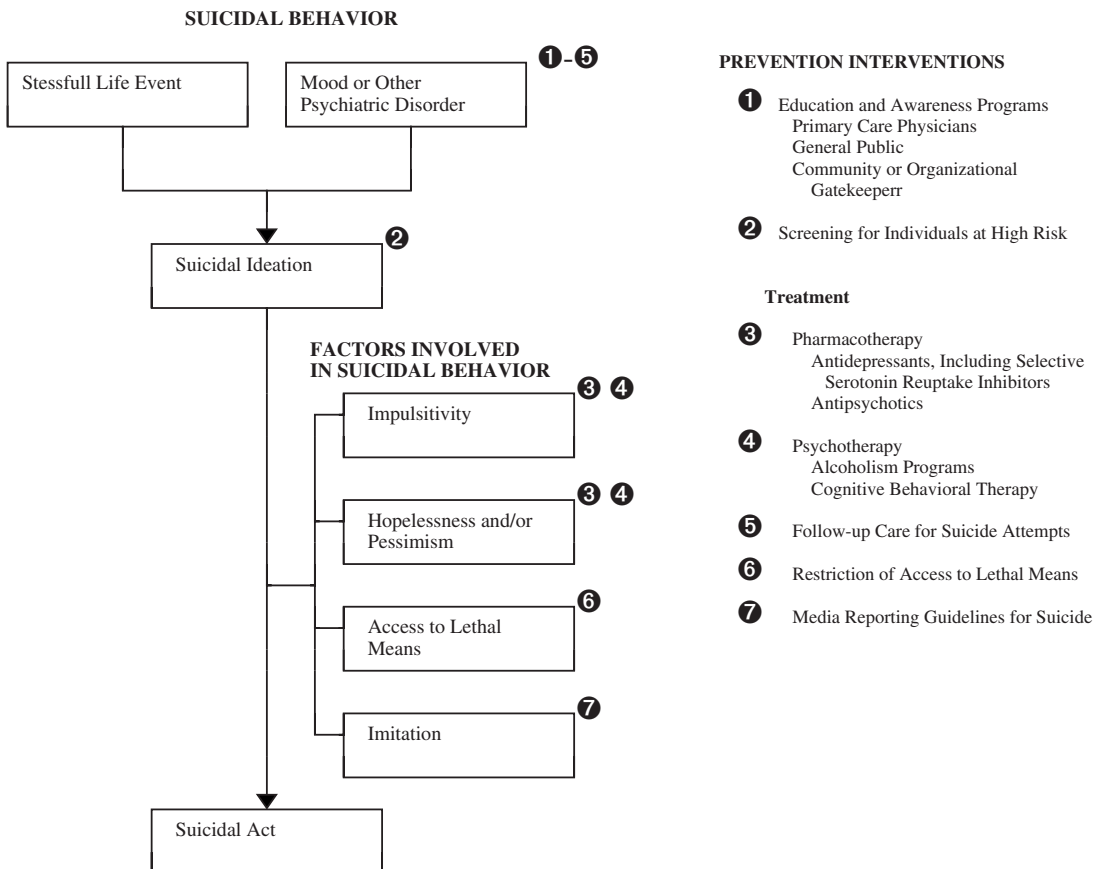 SUICIDAL BEHAVIOR
❶-❺
Stessfull Life Event
Mood or Other
Psychiatric Disorder
❷
Suicidal Ideation
FACTORS INVOLVED
IN SUICIDAL BEHAVIOR
❸ ❹
Impulsitivity
❸ ❹
Hopelessness and/or
Pessimism
❻
Access to Lethal
Means
❼
Imitation
Suicidal Act
PREVENTION INTERVENTIONS
❶ Education and Awareness Programs
Primary Care Physicians
General Public
Community or Organizational
Gatekeeperr
❷ Screening for Individuals at High Risk
Treatment
❸ Pharmacotherapy
Antidepressants, Including Selective
Serotonin Reuptake Inhibitors
Antipsychotics
❹ Psychotherapy
Alcoholism Programs
Cognitive Behavioral Therapy
❺ Follow-up Care for Suicide Attempts
❻ Restriction of Access to Lethal Means
❼ Media Reporting Guidelines for Suicide